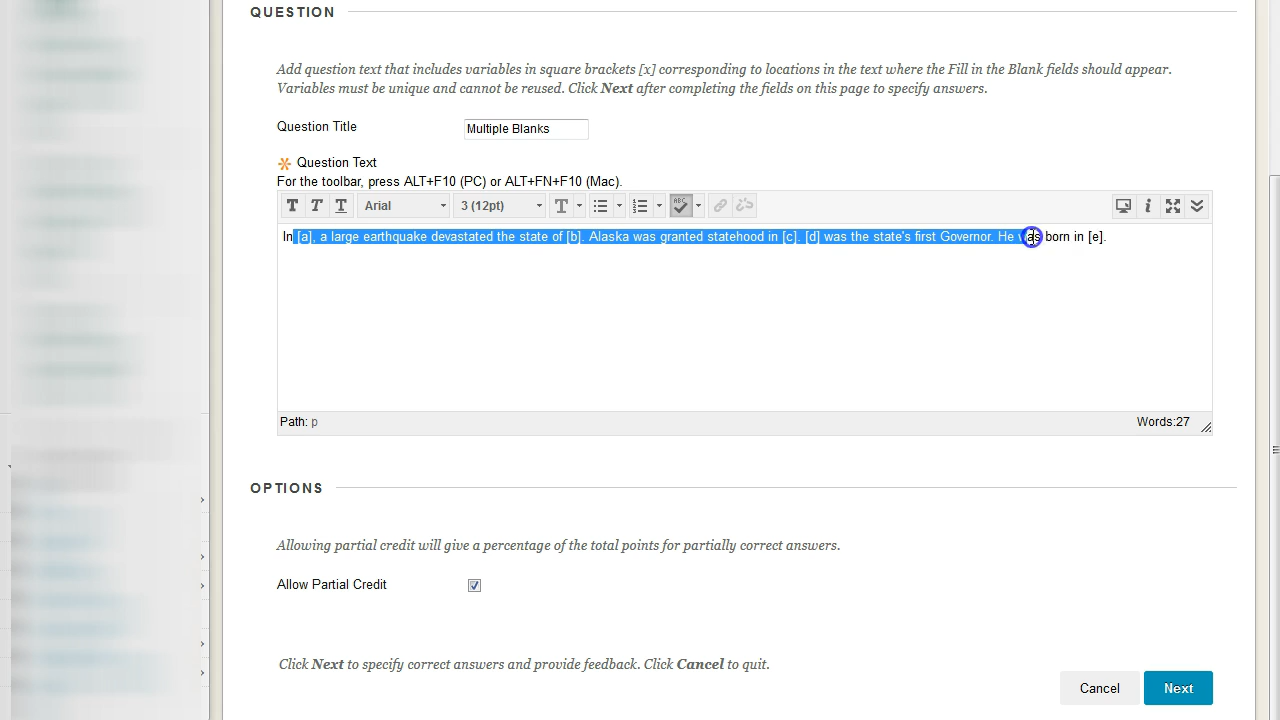 QUESTION
Add question text that includes variables in square brackets [x] corresponding to locations in the text where the Fill in the Blank fields should appear.
Variables must be unique and cannot be reused. Click Next after completing the fields on this page to specify answers.
Question Title
Multiple Blanks
Question Text
For the toolbar, press ALT+F10 (PC) or ALT+FN+F10 (Mac).
T T T Arial 3 (12pt) T ABC i
In [a], a large earthquake devastated the state of [b]. Alaska was granted statehood in [c]. [d] was the state's first Governor. He was born in [e].
Path: p
Words:27
OPTIONS
Allowing partial credit will give a percentage of the total points for partially correct answers.
Allow Partial Credit
Click Next to specify correct answers and provide feedback. Click Cancel to quit.
Cancel
Next